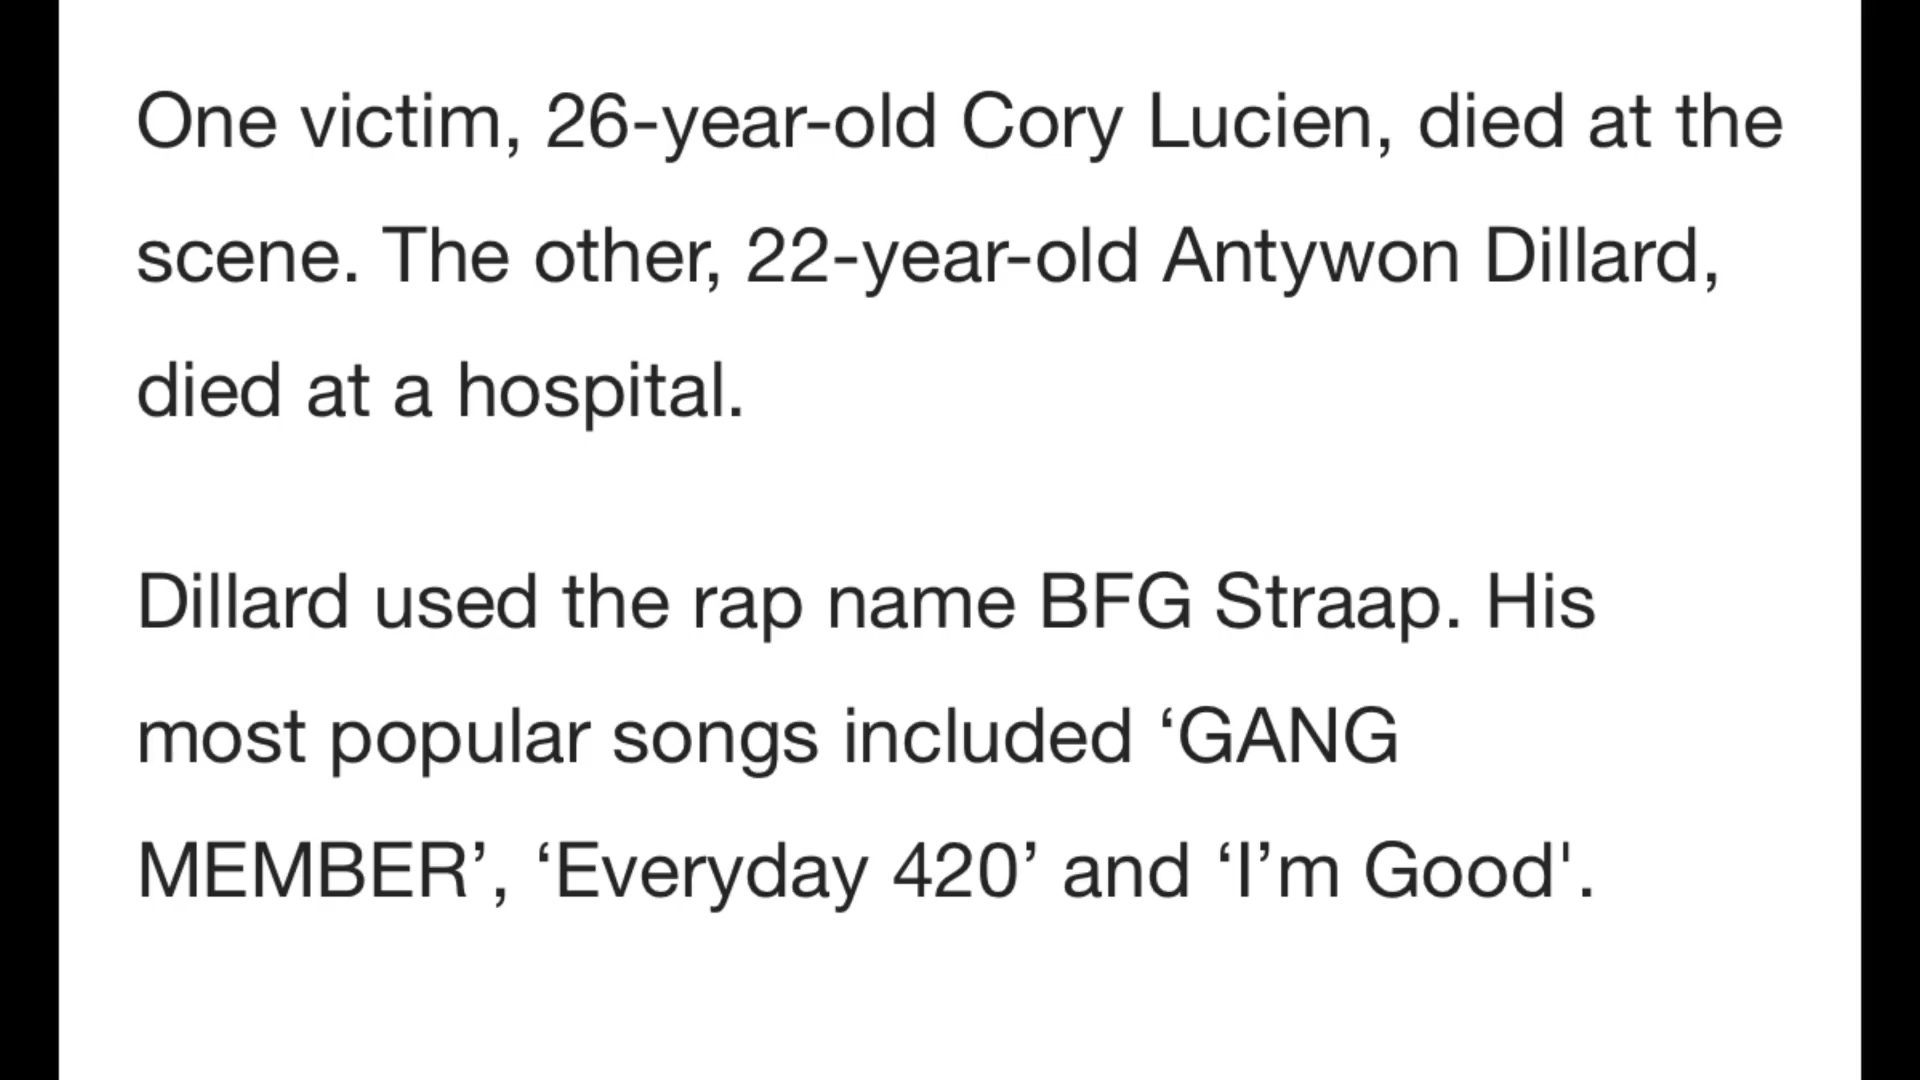 One victim, 26-year-old Cory Lucien, died at the
scene. The other, 22-year-old Antywon Dillard,
died at a hospital.
Dillard used the rap name BFG Straap. His
most popular songs included ‘GANG
MEMBER’, ‘Everyday 420’ and ‘I’m Good'.